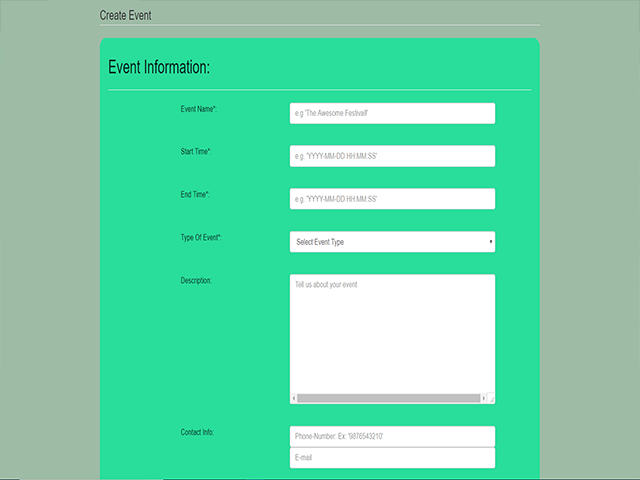 Create Event
Event Information:
Event Name*:
e.g 'The Awesome Festivall'
Start Time*:
e.g. 'YYYY-MM-DD HH:MM:SS'
End Time*:
e.g. 'YYYY-MM-DD HH:MM:SS'
Type Of Event*:
Select Event Type
Description:
Tell us about your event
Contact Info:
Phone-Number: Ex: '9876543210'
E-mail